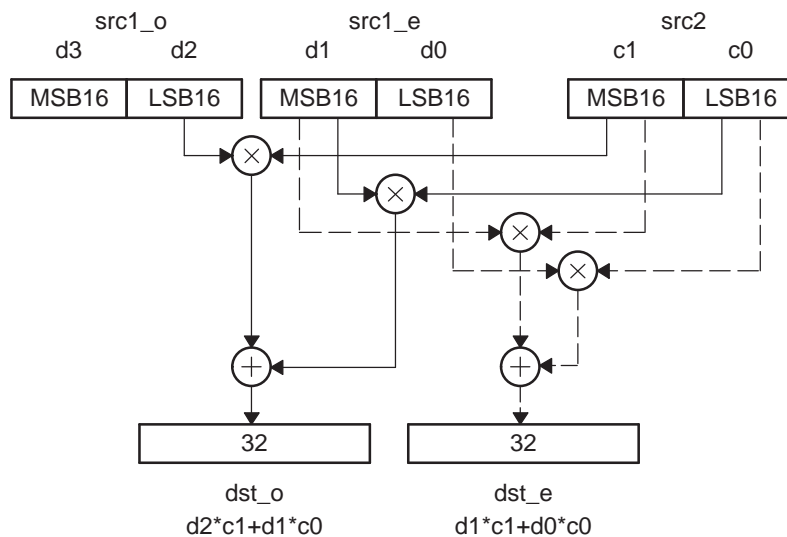 src1_o src1_e src2
d3 d2 d1 d0 c1 c0
MSB16 LSB16 MSB16 LSB16 MSB16 LSB16
×
×
×
×
+ +
32 32
dst_o dst_e
d2*c1+d1*c0 d1*c1+d0*c0